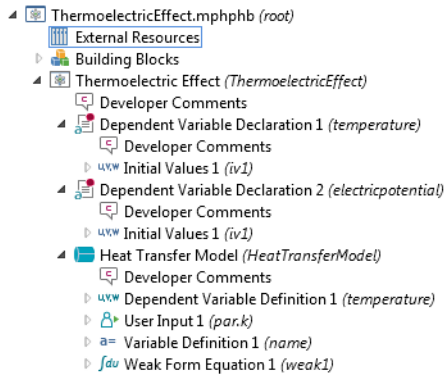 ThermoelectricEffect.mphphb (root)
External Resources
Building Blocks
Thermoelectric Effect (ThermoelectricEffect)
Developer Comments
Dependent Variable Declaration 1 (temperature)
Developer Comments
u,v,w Initial Values 1 (iv1)
Dependent Variable Declaration 2 (electricpotential)
Developer Comments
u,v,w Initial Values 1 (iv1)
Heat Transfer Model (HeatTransferModel)
Developer Comments
u,v,w Dependent Variable Definition 1 (temperature)
User Input 1 (par.k)
a= Variable Definition 1 (name)
∫du Weak Form Equation 1 (weak1)